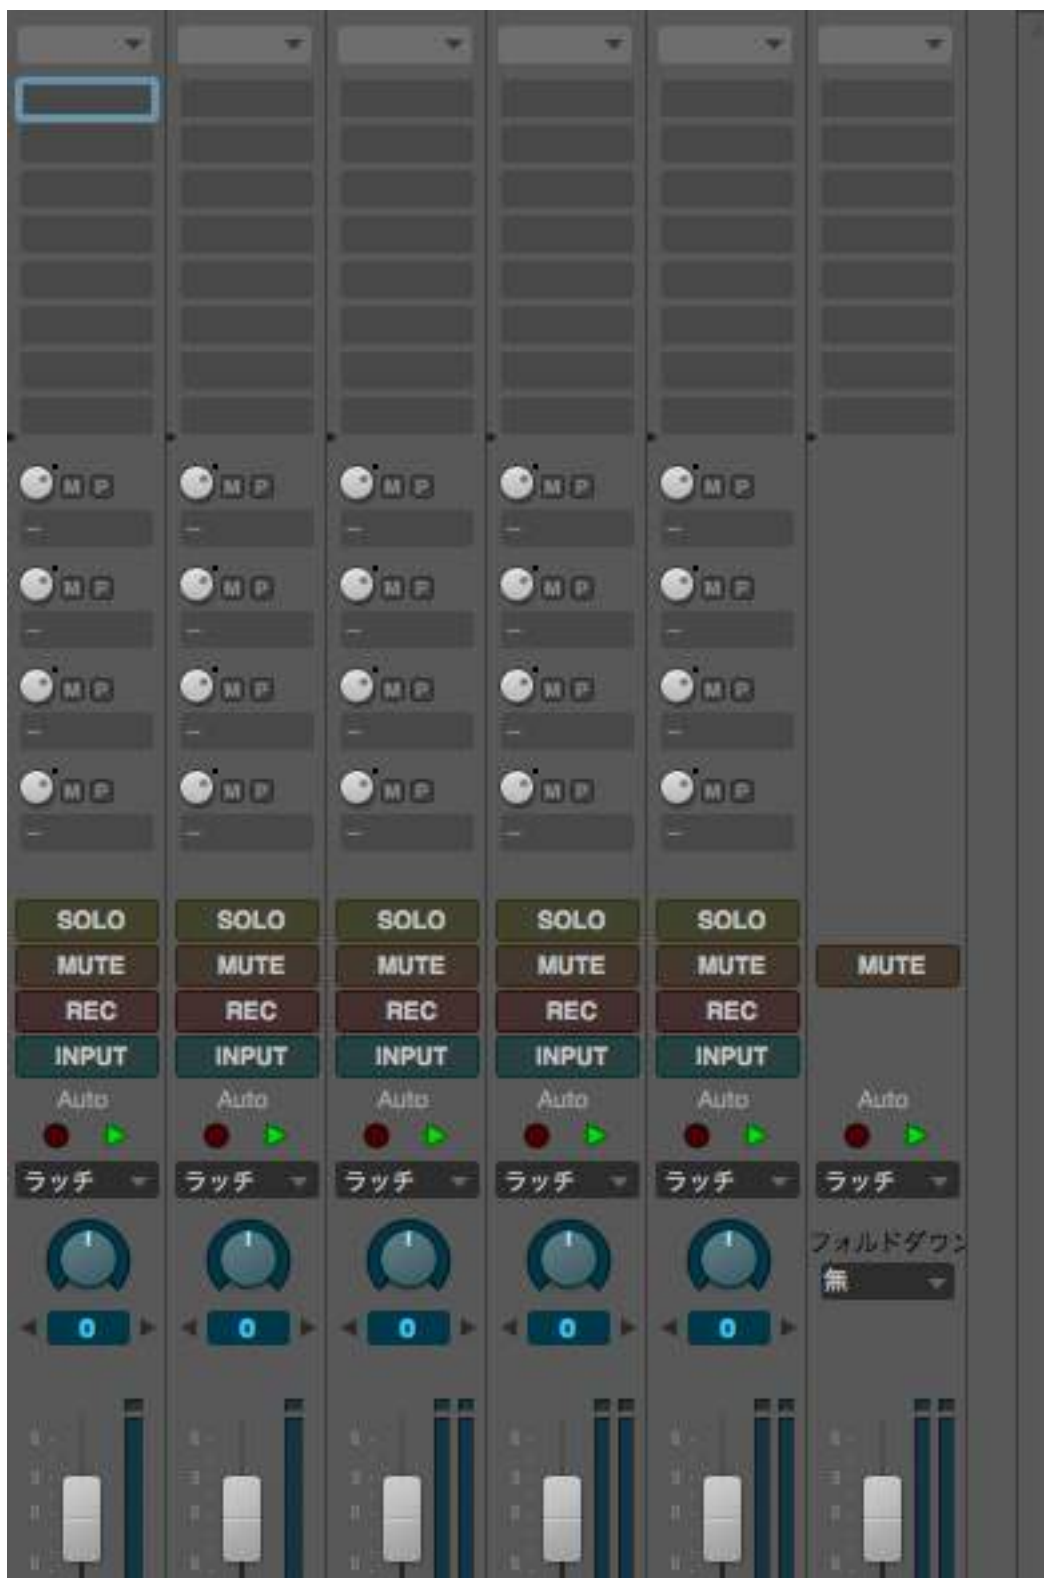 M P M P M P M P M P
– – – – –
M P M P M P M P M P
– – – – –
M P M P M P M P M P
– – – – –
M P M P M P M P M P
– – – – –
SOLO SOLO SOLO SOLO SOLO
MUTE MUTE MUTE MUTE MUTE MUTE
REC REC REC REC REC
INPUT INPUT INPUT INPUT INPUT
Auto Auto Auto Auto Auto Auto
ラッチ ラッチ ラッチ ラッチ ラッチ ラッチ
フォルドダウン
無
0 0 0 0 0